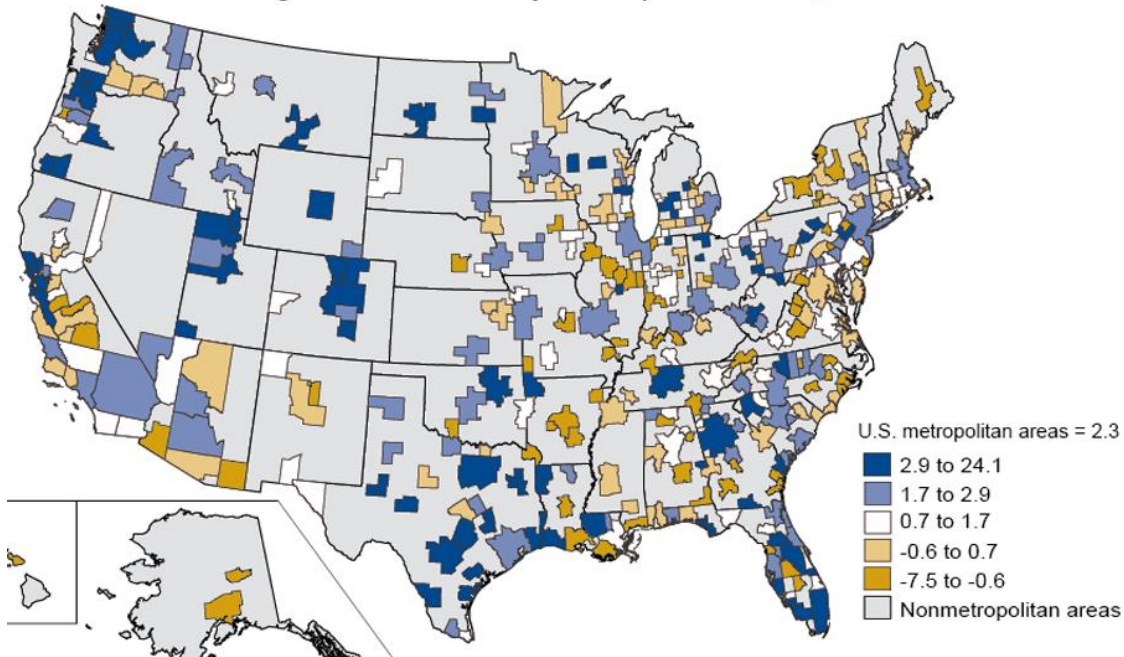 U.S. metropolitan areas = 2.3
2.9 to 24.1
1.7 to 2.9
0.7 to 1.7
-0.6 to 0.7
-7.5 to -0.6
Nonmetropolitan areas